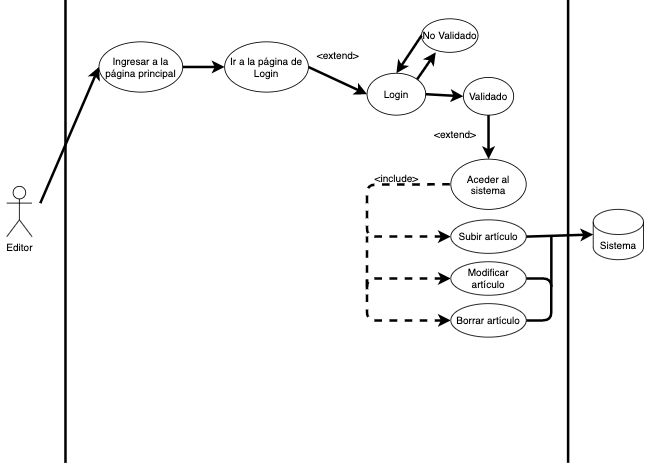 No Validado
Ingresar a la
página principal
Ir a la página de
Login
<extend>
Login
Validado
<extend>
<include>
Aceder al
sistema
Editor
Subir artículo
Sistema
Modificar
artículo
Borrar artículo